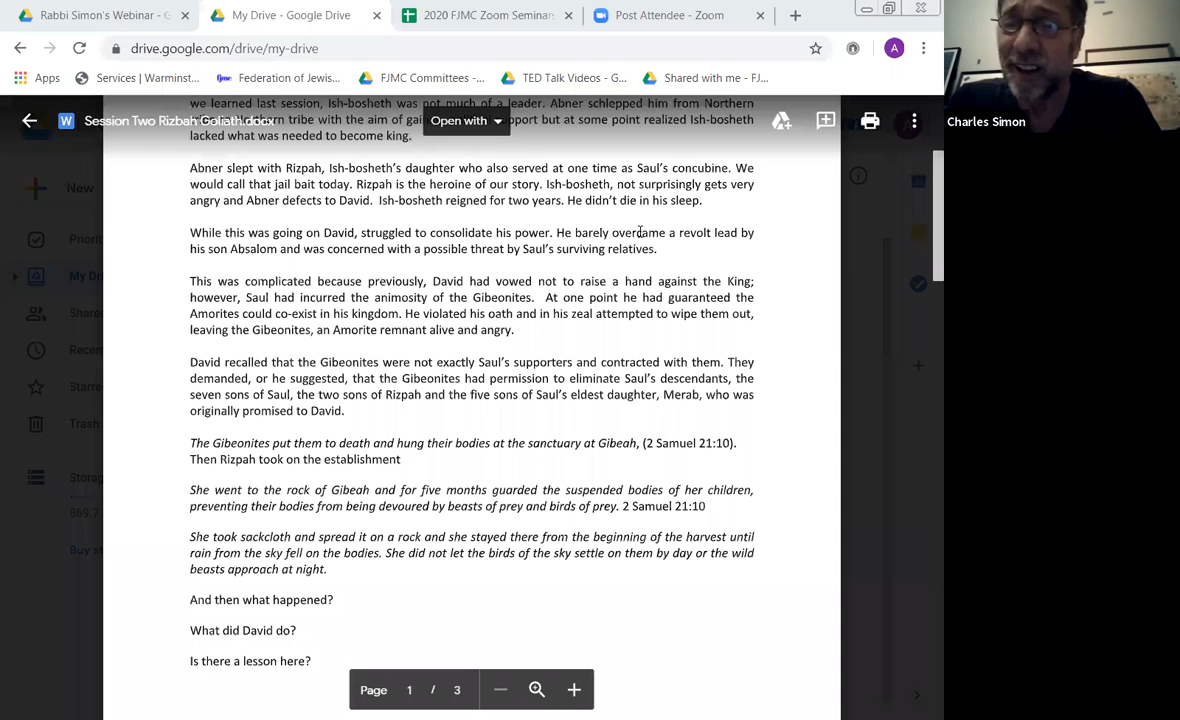 Rabbi Simon's Webinar - G
My Drive - Google Drive
2020 FJMC Zoom Seminar
Post Attendee - Zoom
drive.google.com/drive/my-drive
A
Apps
Services | Warminst...
fjmc
Federation of Jewis...
FJMC Committees -...
TED Talk Videos - G...
Shared with me - FJ...
Charles Simon
we learned last session, Ish-bosheth was not much of a leader. Abner schlepped him from Northern
Session Two Rizbah Goliath.docx
Open with
lacked what was needed to become king.
Abner slept with Rizpah, Ish-bosheth's daughter who also served at one time as Saul's concubine. We
would call that jail bait today. Rizpah is the heroine of our story. Ish-bosheth, not surprisingly gets very
angry and Abner defects to David.  Ish-bosheth reigned for two years. He didn't die in his sleep.
While this was going on David, struggled to consolidate his power. He barely overcame a revolt lead by
his son Absalom and was concerned with a possible threat by Saul's surviving relatives.
This was complicated because previously, David had vowed not to raise a hand against the King;
however, Saul had incurred the animosity of the Gibeonites.  At one point he had guaranteed the
Amorites could co-exist in his kingdom. He violated his oath and in his zeal attempted to wipe them out,
leaving the Gibeonites, an Amorite remnant alive and angry.
David recalled that the Gibeonites were not exactly Saul's supporters and contracted with them. They
demanded, or he suggested, that the Gibeonites had permission to eliminate Saul's descendants, the
seven sons of Saul, the two sons of Rizpah and the five sons of Saul's eldest daughter, Merab, who was
originally promised to David.
The Gibeonites put them to death and hung their bodies at the sanctuary at Gibeah, (2 Samuel 21:10).
Then Rizpah took on the establishment
She went to the rock of Gibeah and for five months guarded the suspended bodies of her children,
preventing their bodies from being devoured by beasts of prey and birds of prey. 2 Samuel 21:10
She took sackcloth and spread it on a rock and she stayed there from the beginning of the harvest until
rain from the sky fell on the bodies. She did not let the birds of the sky settle on them by day or the wild
beasts approach at night.
And then what happened?
What did David do?
Is there a lesson here?
New
Priorit
My Dr
Share
Recen
Starre
Trash
Storag
Buy st
Page 1 / 3